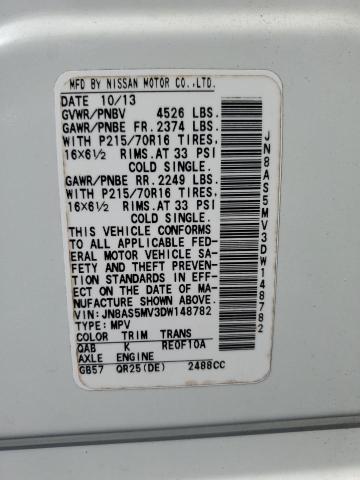 MFD BY NISSAN MOTOR CO.,LTD.
DATE 10/13
GVWR/PNBV 4526 LBS.
GAWR/PNBE FR. 2374 LBS.
WITH P215/70R16 TIRES,
16X6½ RIMS.AT 33 PSI
COLD SINGLE.
GAWR/PNBE RR. 2249 LBS.
WITH P215/70R16 TIRES,
16X6½ RIMS.AT 33 PSI
COLD SINGLE.
THIS VEHICLE CONFORMS
TO ALL APPLICABLE FED-
ERAL MOTOR VEHICLE SA-
FETY AND THEFT PREVEN-
TION STANDARDS IN EFF-
ECT ON THE DATE OF MA-
NUFACTURE SHOWN ABOVE.
VIN: JN8AS5MV3DW148782
TYPE: MPV
COLOR TRIM TRANS
QAB K RE0F10A
AXLE ENGINE
GB57 QR25(DE) 2488CC
JN8AS5MV3DW148782